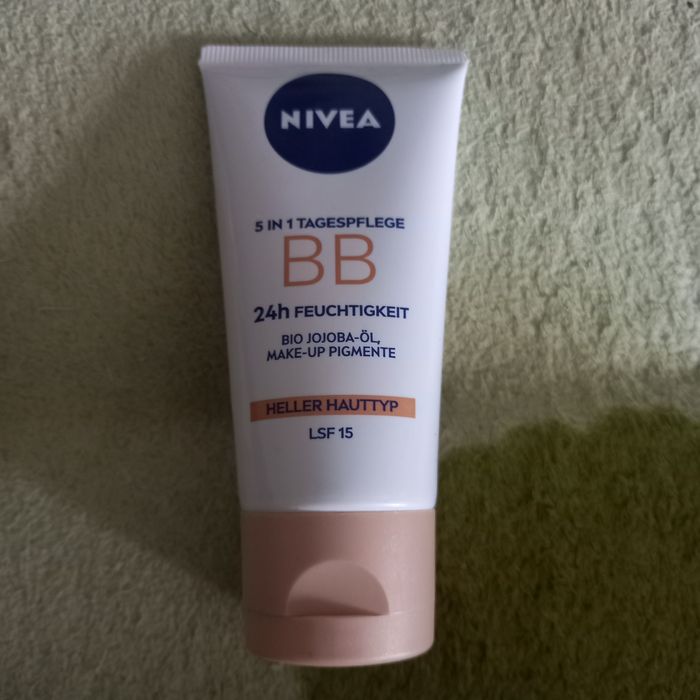 NIVEA
5 IN 1 TAGESPFLEGE
BB
24h FEUCHTIGKEIT
BIO JOJOBA-ÖL,
MAKE-UP PIGMENTE
HELLER HAUTTYP
LSF 15